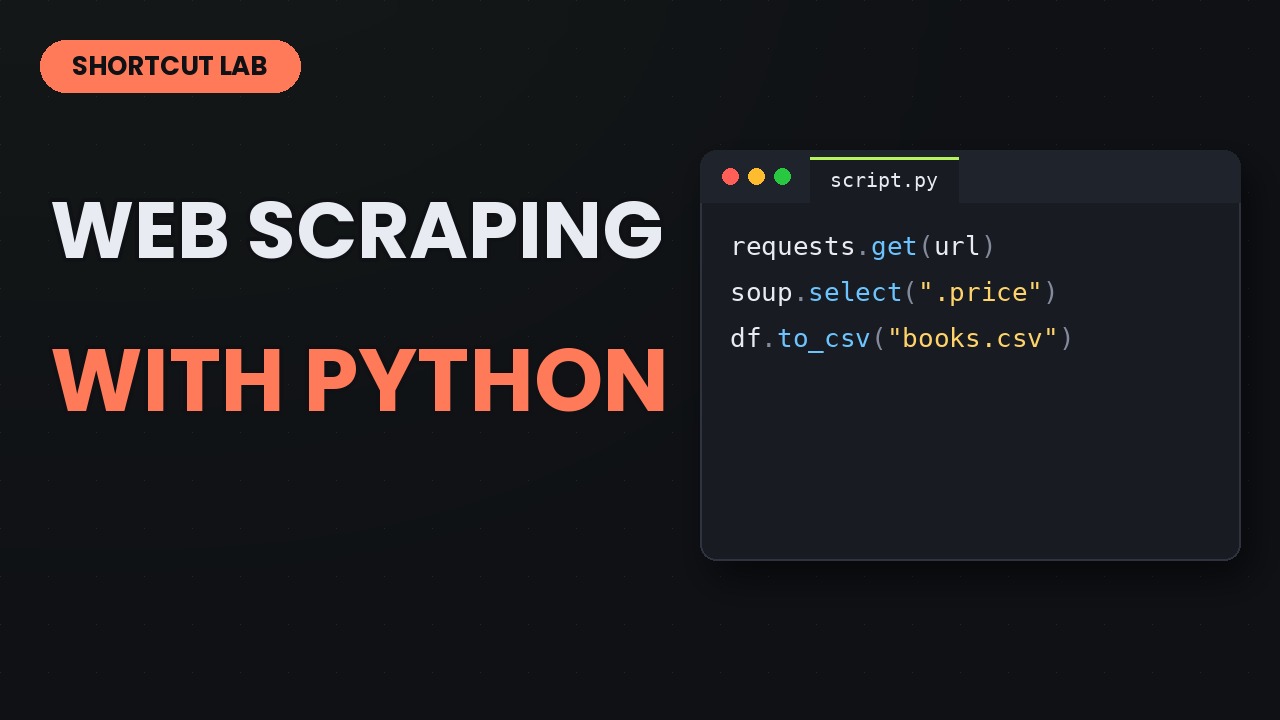 SHORTCUT LAB
WEB SCRAPING
WITH PYTHON
script.py
requests.get(url)
soup.select(".price")
df.to_csv("books.csv")